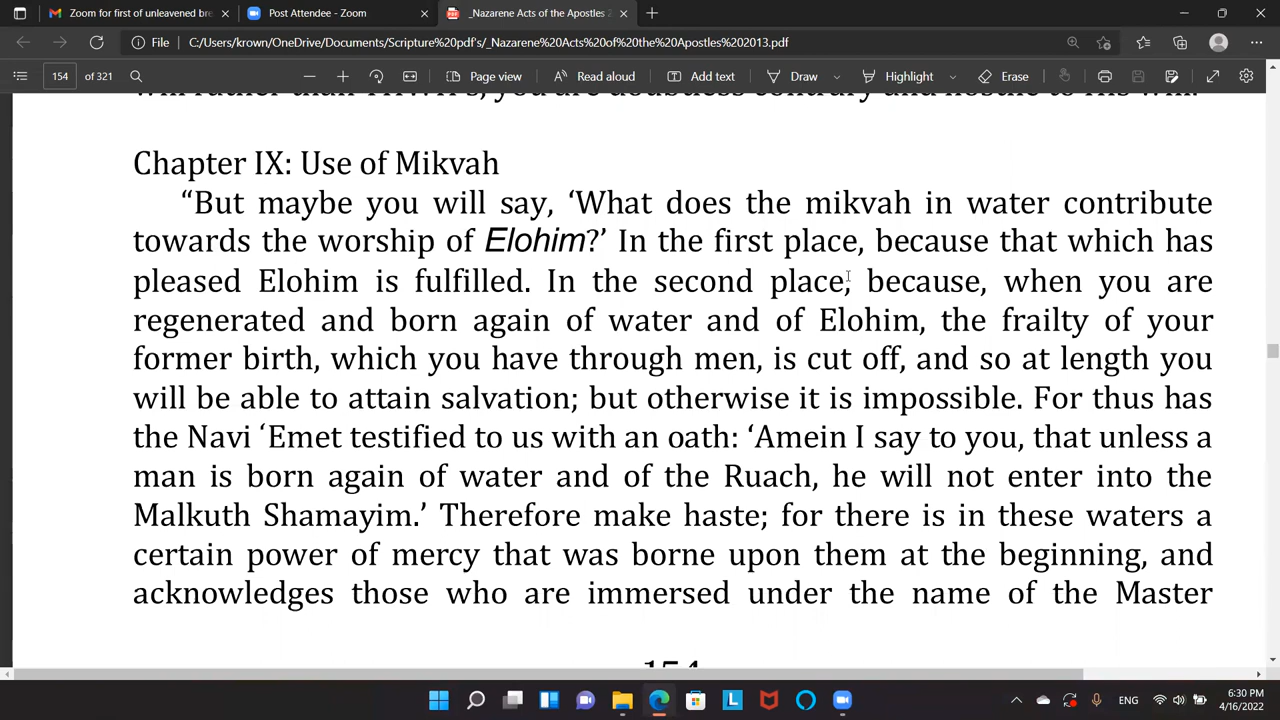 Zoom for first of unleavened bre
Post Attendee - Zoom
_Nazarene Acts of the Apostles 2
File
C:/Users/krown/OneDrive/Documents/Scripture%20pdf's/_Nazarene%20Acts%20of%20the%20Apostles%202013.pdf
154 of 321
Page view
Read aloud
Add text
Draw
Highlight
Erase
Chapter IX: Use of Mikvah
“But maybe you will say, ‘What does the mikvah in water contribute
towards the worship of Elohim?’ In the first place, because that which has
pleased Elohim is fulfilled. In the second place, because, when you are
regenerated and born again of water and of Elohim, the frailty of your
former birth, which you have through men, is cut off, and so at length you
will be able to attain salvation; but otherwise it is impossible. For thus has
the Navi ‘Emet testified to us with an oath: ‘Amein I say to you, that unless a
man is born again of water and of the Ruach, he will not enter into the
Malkuth Shamayim.’ Therefore make haste; for there is in these waters a
certain power of mercy that was borne upon them at the beginning, and
acknowledges those who are immersed under the name of the Master
154
ENG
6:30 PM
4/16/2022